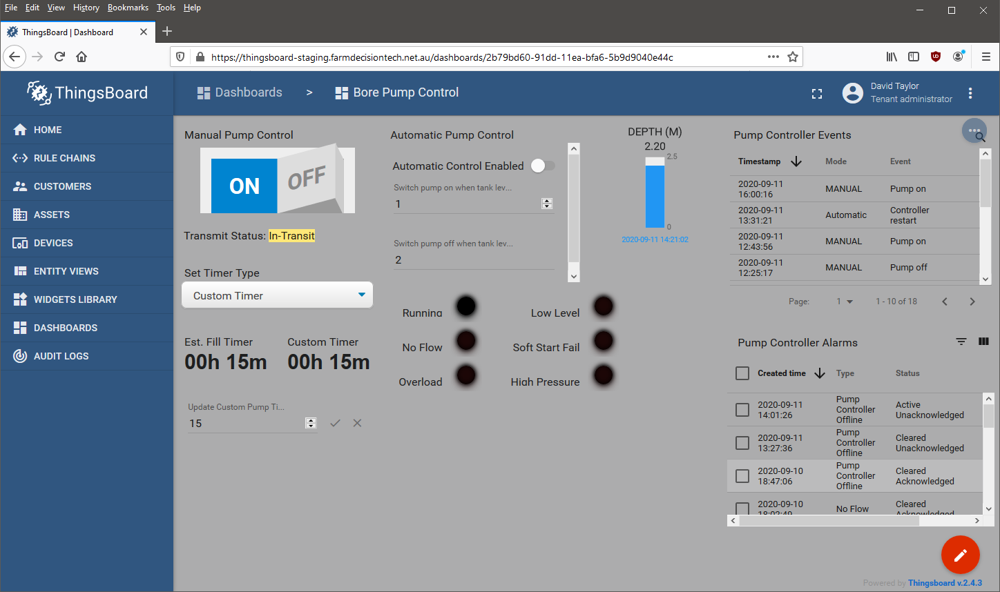 File Edit View History Bookmarks Tools Help
ThingsBoard | Dashboard
https://thingsboard-staging.farmdecisiontech.net.au/dashboards/2b79bd60-91dd-11ea-bfa6-5b9d9040e44c
ThingsBoard
Dashboards > Bore Pump Control
David Taylor
Tenant administrator
HOME
RULE CHAINS
CUSTOMERS
ASSETS
DEVICES
ENTITY VIEWS
WIDGETS LIBRARY
DASHBOARDS
AUDIT LOGS
Manual Pump Control
ON OFF
Transmit Status: In-Transit
Set Timer Type
Custom Timer
Est. Fill Timer Custom Timer
00h 15m 00h 15m
Update Custom Pump Ti...
15
Automatic Pump Control
Automatic Control Enabled
Switch pump on when tank lev...
1
Switch pump off when tank lev...
2
DEPTH (M)
2.20
2.5
0
2020-09-11 14:21:02
Running Low Level
No Flow Soft Start Fail
Overload High Pressure
Pump Controller Events
Timestamp Mode Event
2020-09-11
16:00:16 MANUAL Pump on
2020-09-11
13:31:21 Automatic Controller
restart
2020-09-11
12:43:56 MANUAL Pump on
2020-09-11
12:25:17 MANUAL Pump off
Page: 1 1 - 10 of 18
Pump Controller Alarms
Created time Type Status
2020-09-11
14:01:26 Pump
Controller
Offline Active
Unacknowledged
2020-09-11
13:27:36 Pump
Controller
Offline Cleared
Unacknowledged
2020-09-10
18:47:06 Pump
Controller
Offline Cleared
Acknowledged
2020-09-10
18:02:49 No Flow Cleared
Acknowledged
Powered by Thingsboard v.2.4.3